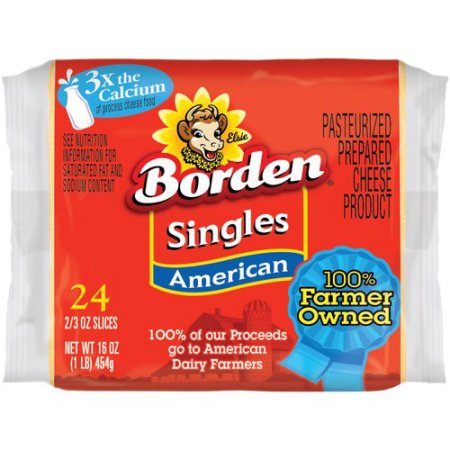 3X the
Calcium
of process cheese food
SEE NUTRITION
INFORMATION FOR
SATURATED FAT AND
SODIUM CONTENT
Elsie
Borden®
Singles
American
PASTEURIZED
PREPARED
CHEESE
PRODUCT
24
2/3 OZ SLICES
NET WT 16 OZ
(1 LB) 454g
100% of our Proceeds
go to American
Dairy Farmers
100%
Farmer
Owned